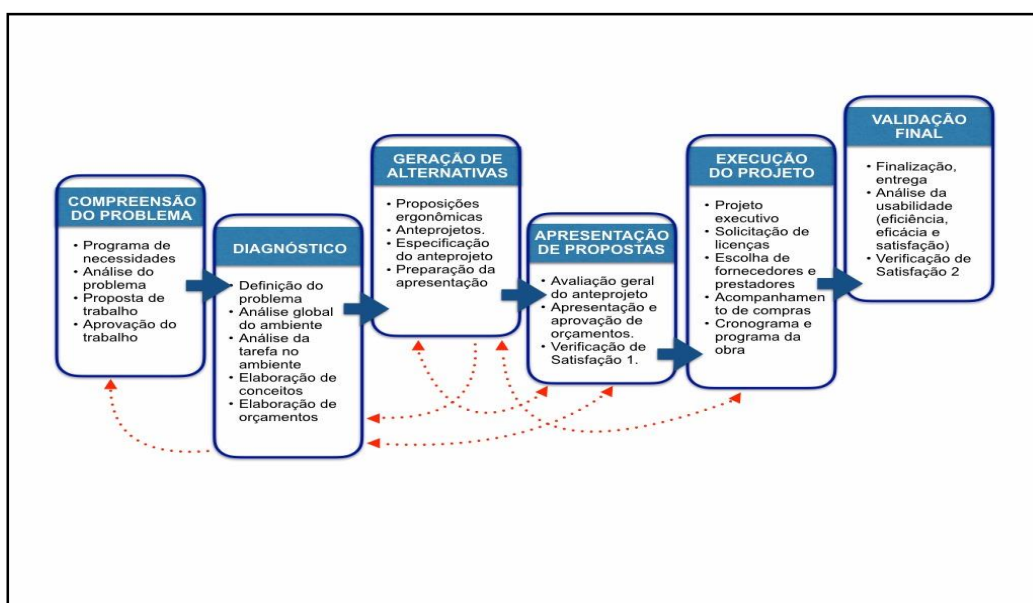 COMPREENSÃO
DO PROBLEMA
• Programa de
necessidades
• Análise do
problema
• Proposta de
trabalho
• Aprovação do
trabalho
DIAGNÓSTICO
• Definição do
problema
• Análise global
do ambiente
• Análise da
tarefa no
ambiente
• Elaboração de
conceitos
• Elaboração de
orçamentos
GERAÇÃO DE
ALTERNATIVAS
• Proposições
ergonômicas
• Anteprojetos.
• Especificação
do anteprojeto
• Preparação da
apresentação
APRESENTAÇÃO
DE PROPOSTAS
• Avaliação geral
do anteprojeto
• Apresentação e
aprovação de
orçamentos.
• Verificação de
Satisfação 1.
EXECUÇÃO
DO PROJETO
• Projeto
executivo
• Solicitação de
licenças
• Escolha de
fornecedores e
prestadores
• Acompanhamen
to de compras
• Cronograma e
programa da
obra
VALIDAÇÃO
FINAL
• Finalização,
entrega
• Análise da
usabilidade
(eficiência,
eficácia e
satisfação)
• Verificação de
Satisfação 2